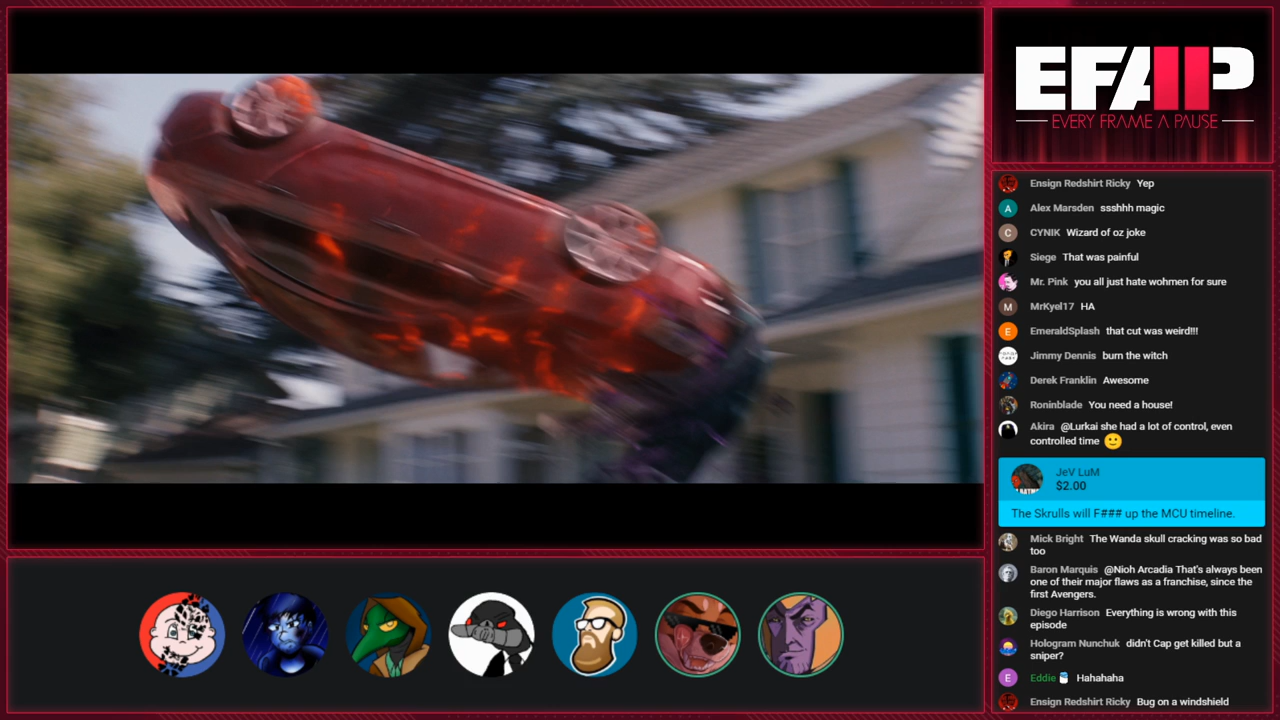 EFAP
EVERY FRAME A PAUSE
Ensign Redshirt Ricky Yep
A Alex Marsden ssshhh magic
C CYNIK Wizard of oz joke
Siege That was painful
Mr. Pink you all just hate wohmen for sure
M MrKyel17 HA
E EmeraldSplash that cut was weird!!!
Jimmy Dennis burn the witch
Derek Franklin Awesome
Roninblade You need a house!
Akira @Lurkai she had a lot of control, even
controlled time 🙂
JeV LuM
$2.00
The Skrulls will F### up the MCU timeline.
Mick Bright The Wanda skull cracking was so bad
too
Baron Marquis @Nioh Arcadia That's always been
one of their major flaws as a franchise, since the
first Avengers.
Diego Harrison Everything is wrong with this
episode
Hologram Nunchuk didn't Cap get killed but a
sniper?
E Eddie Hahahaha
Ensign Redshirt Ricky Bug on a windshield